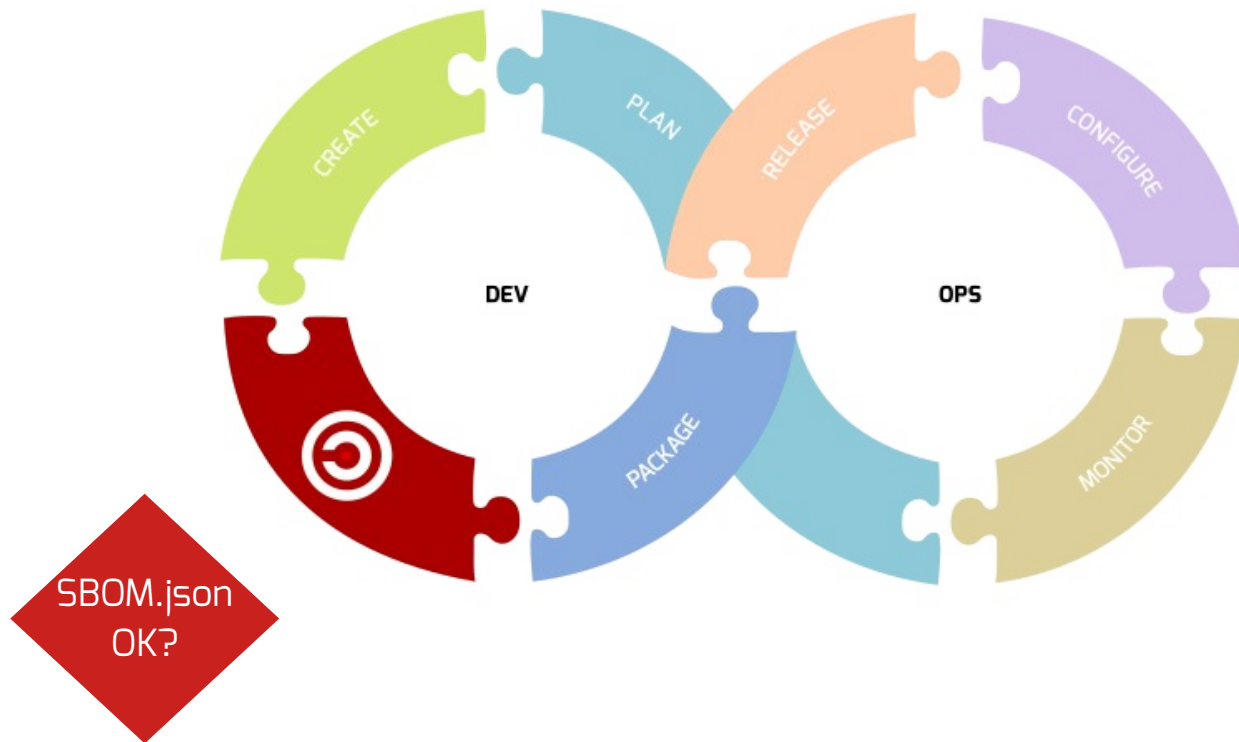 CREATE
PLAN
RELEASE
CONFIGURE
DEV
OPS
PACKAGE
MONITOR
SBOM.json
OK?